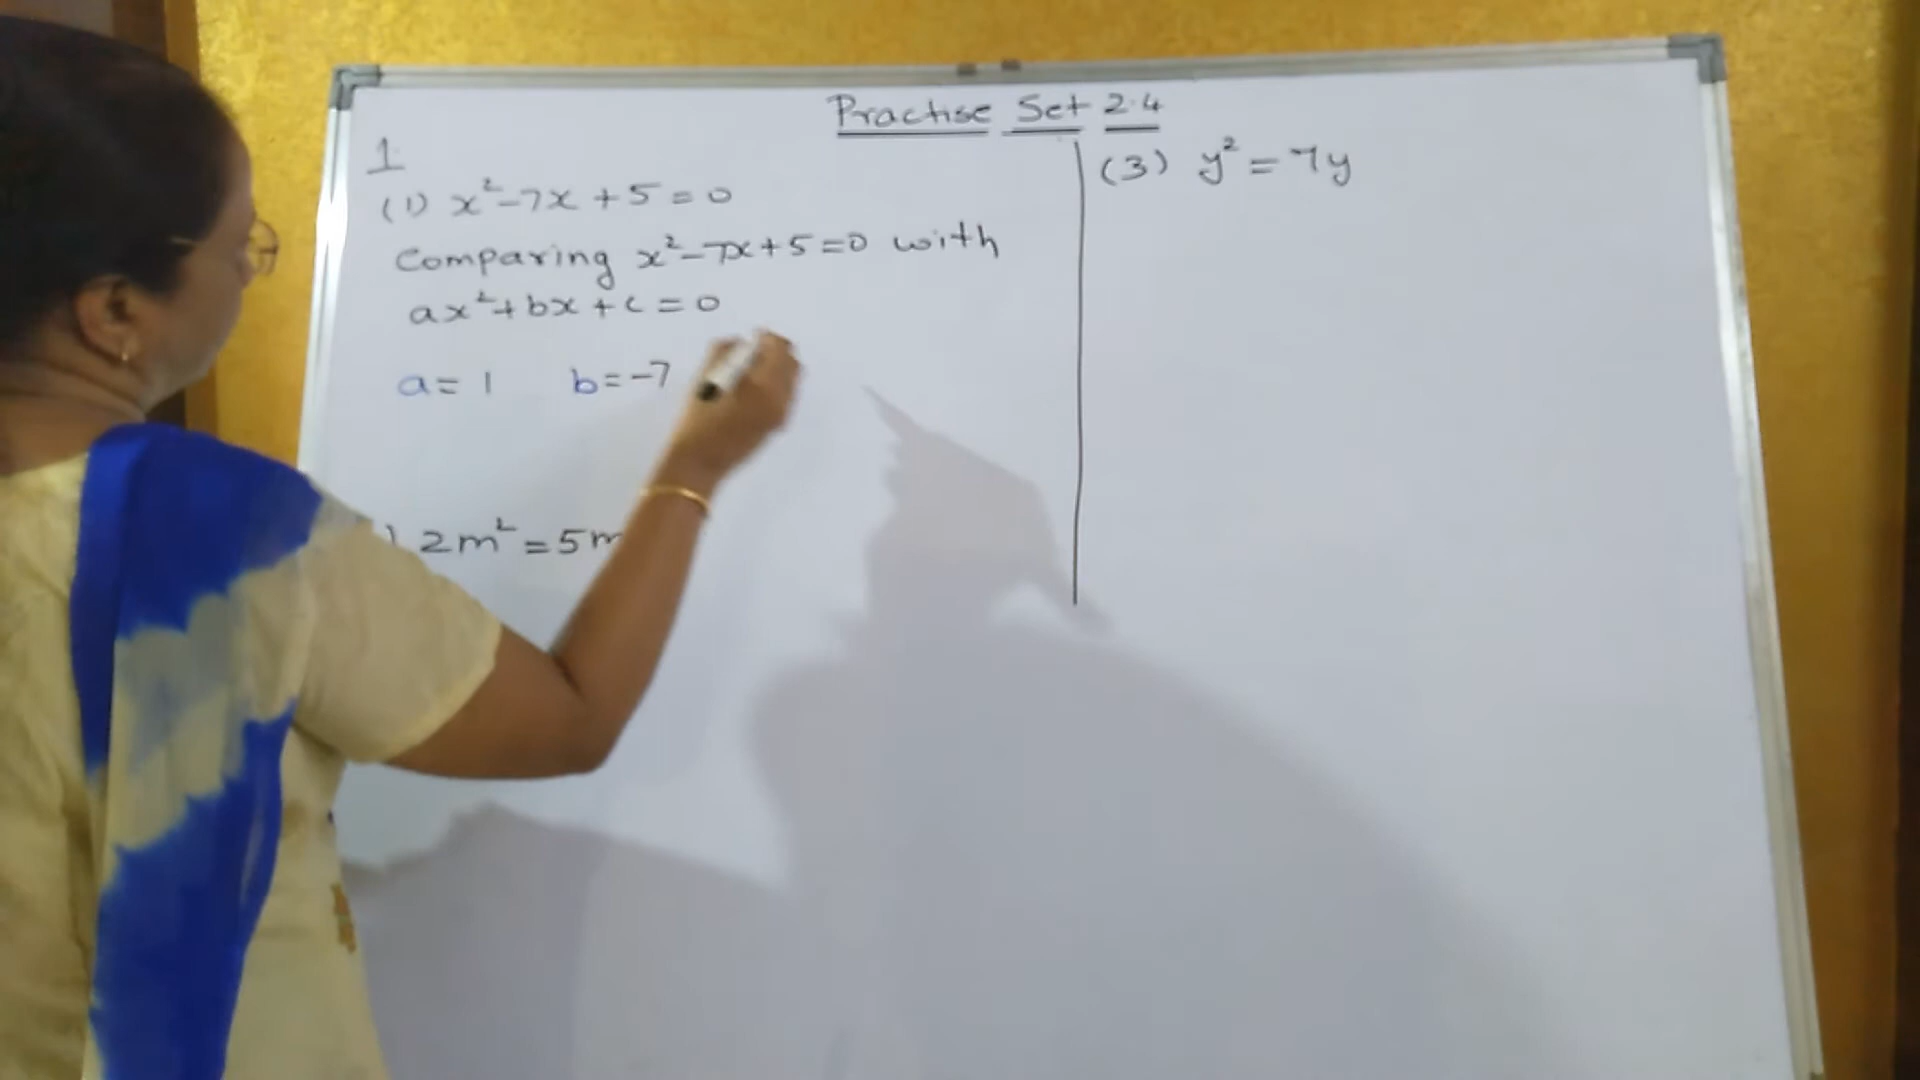 Practise Set 2.4
1
(1) x²-7x+5=0
Comparing x²-7x+5=0 with
ax²+bx+c=0
a=1 b=-7
) 2m²=5m
(3) y²=7y